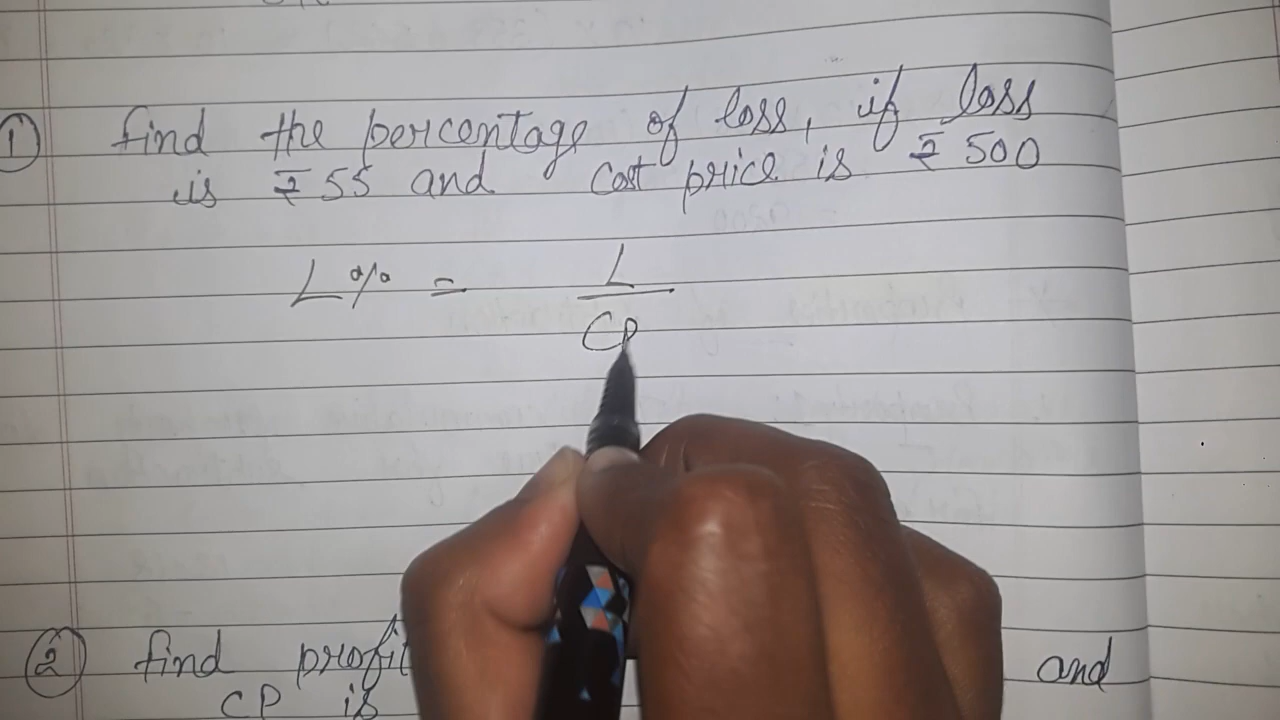 ① find the percentage of loss, if loss
is ₹ 55 and cost price is ₹ 500
L% = L
CP
② find profit and
CP is